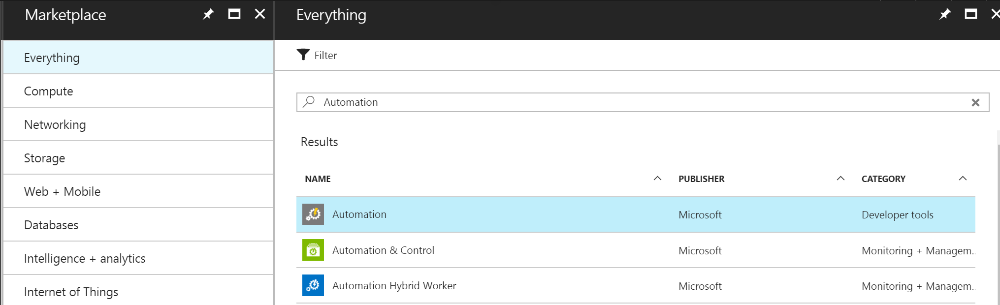 Marketplace
Everything
Compute
Networking
Storage
Web + Mobile
Databases
Intelligence + analytics
Internet of Things
Everything
Filter
Automation
Results
NAME PUBLISHER CATEGORY
Automation Microsoft Developer tools
Automation & Control Microsoft Monitoring + Managem..
Automation Hybrid Worker Microsoft Monitoring + Managem..